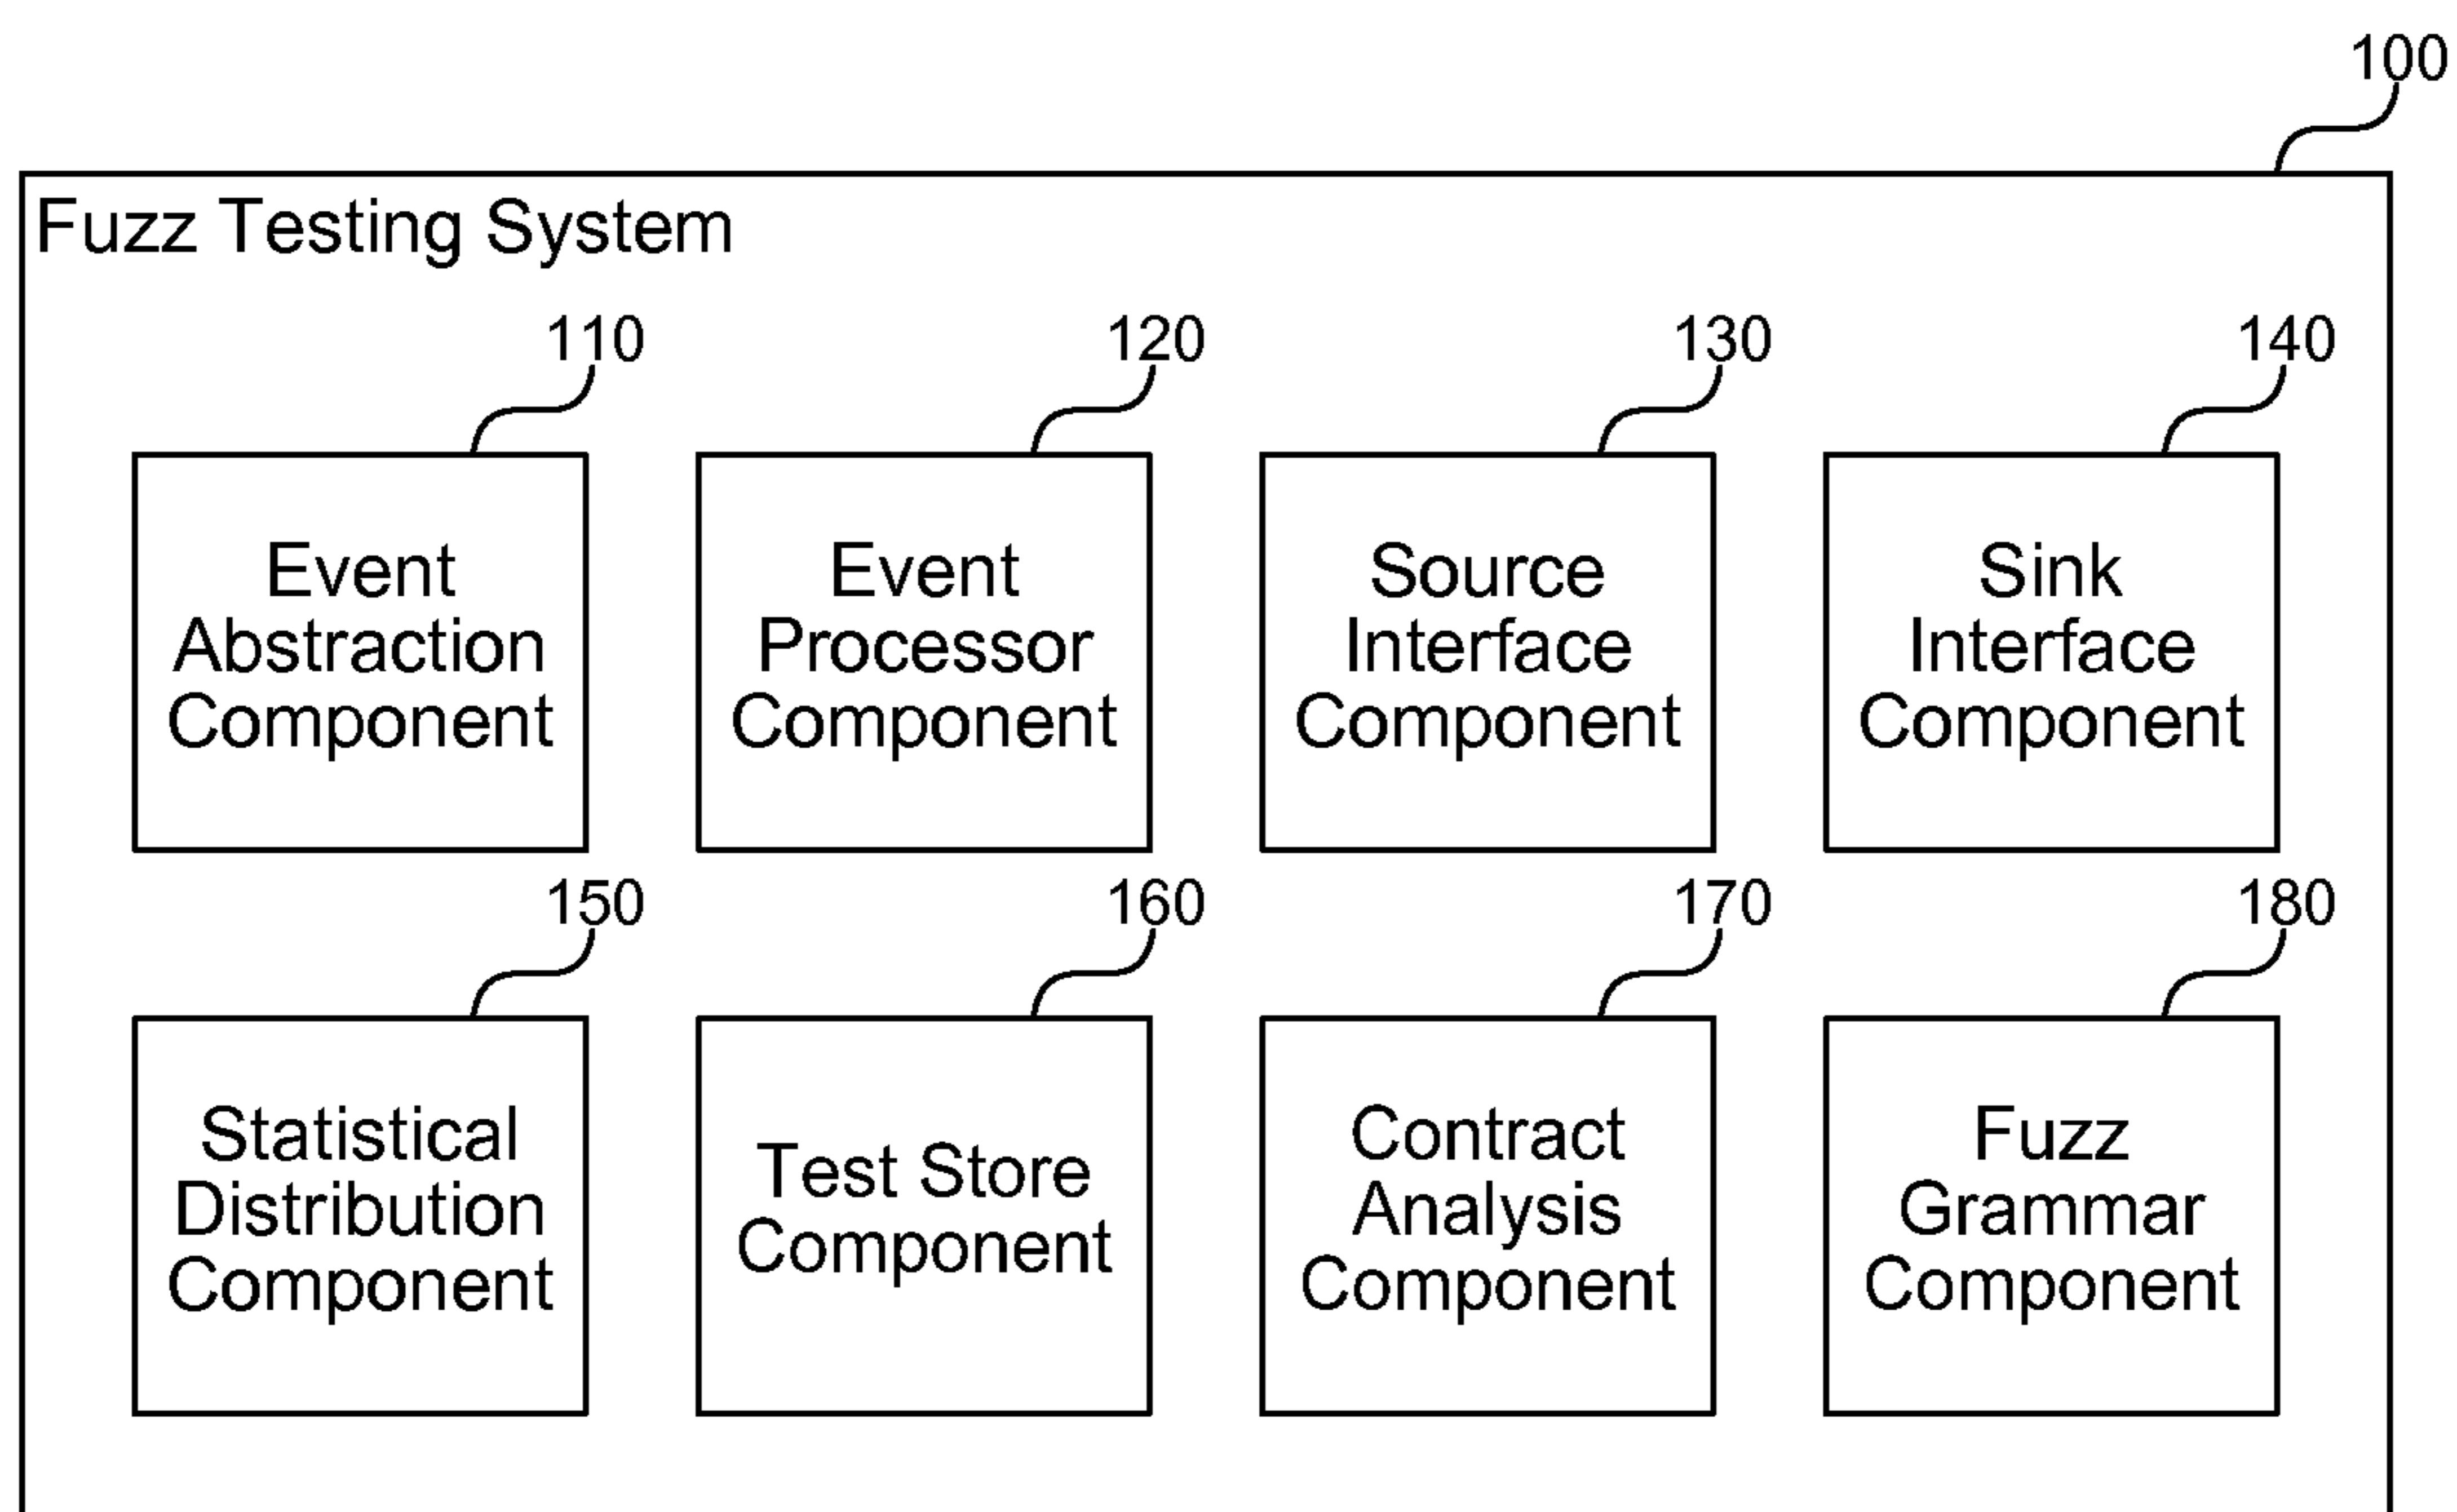 100
Fuzz Testing System
110
120
130
140
Event
Abstraction
Component
Event
Processor
Component
Source
Interface
Component
Sink
Interface
Component
150
160
170
180
Statistical
Distribution
Component
Test Store
Component
Contract
Analysis
Component
Fuzz
Grammar
Component